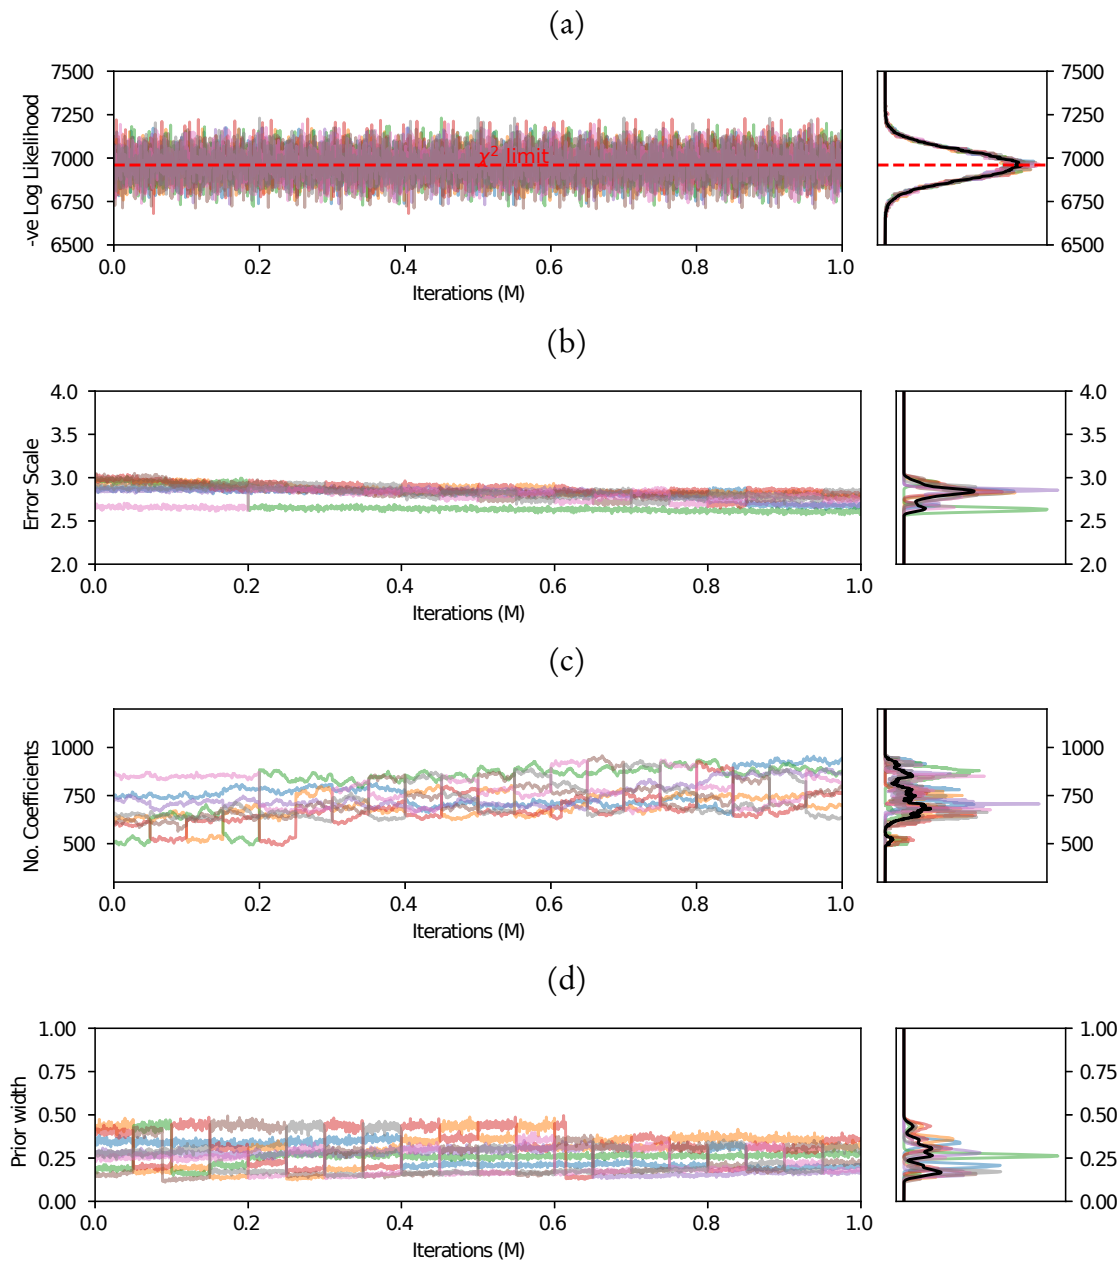 (a)
7500
7250
7000
6750
6500
-ve Log Likelihood
χ² limit
0.0 0.2 0.4 0.6 0.8 1.0
Iterations (M)
7500
7250
7000
6750
6500
(b)
4.0
3.5
3.0
2.5
2.0
Error Scale
0.0 0.2 0.4 0.6 0.8 1.0
Iterations (M)
4.0
3.5
3.0
2.5
2.0
(c)
1000
750
500
No. Coefficients
0.0 0.2 0.4 0.6 0.8 1.0
Iterations (M)
1000
750
500
(d)
1.00
0.75
0.50
0.25
0.00
Prior width
0.0 0.2 0.4 0.6 0.8 1.0
Iterations (M)
1.00
0.75
0.50
0.25
0.00